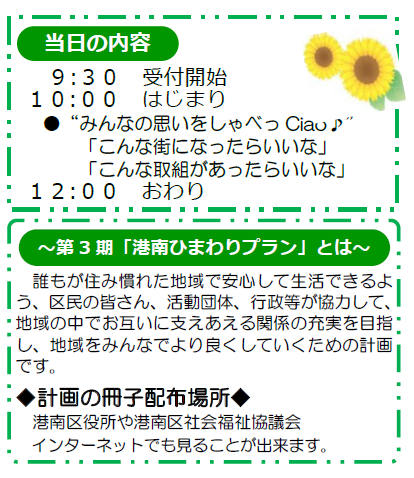 当日の内容
９:３０　受付開始
１０:００　はじまり
●“みんなの思いをしゃべっ Ciaо♪”
「こんな街になったらいいな」
「こんな取組があったらいいな」
１２:００　おわり
～第３期「港南ひまわりプラン」とは～
　誰もが住み慣れた地域で安心して生活できるよ
う、区民の皆さん、活動団体、行政等が協力して、
地域の中でお互いに支えあえる関係の充実を目指
し、地域をみんなでより良くしていくための計画
です。
◆計画の冊子配布場所◆
港南区役所や港南区社会福祉協議会
インターネットでも見ることが出来ます。